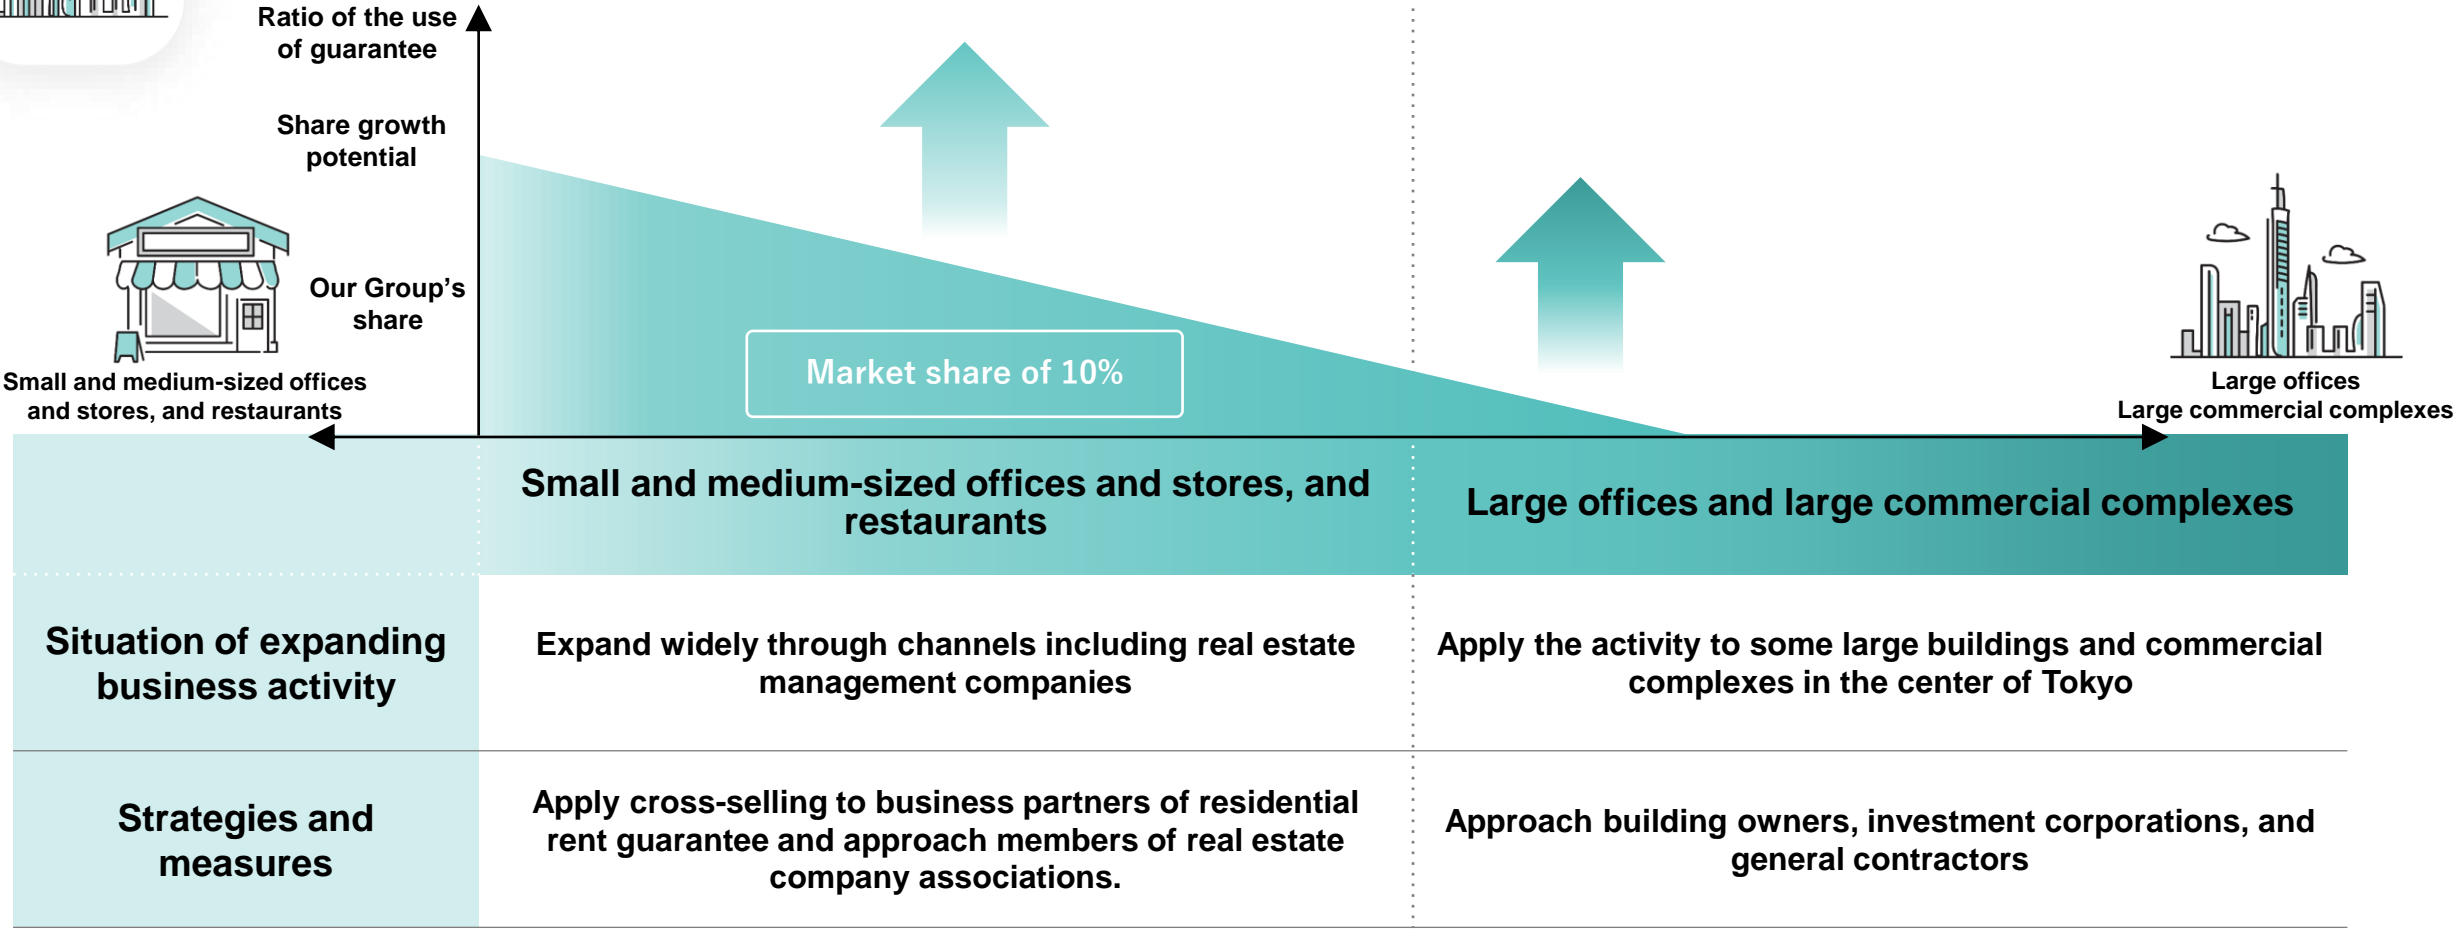 Ratio of the use
of guarantee
Share growth
potential
Our Group’s
share
Small and medium-sized offices
and stores, and restaurants
Market share of 10%
Large offices
Large commercial complexes
Small and medium-sized offices and stores, and
restaurants
Large offices and large commercial complexes
Situation of expanding
business activity
Expand widely through channels including real estate
management companies
Apply the activity to some large buildings and commercial
complexes in the center of Tokyo
Strategies and
measures
Apply cross-selling to business partners of residential
rent guarantee and approach members of real estate
company associations.
Approach building owners, investment corporations, and
general contractors